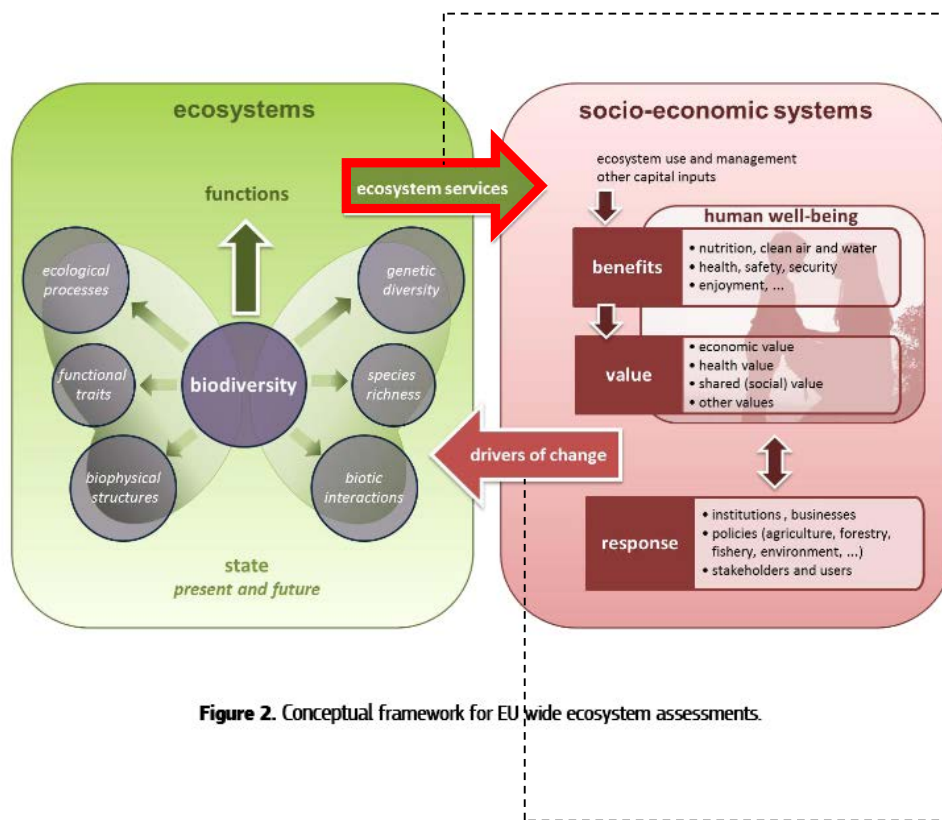 ecosystems
functions
ecosystem services
ecological
processes
genetic
diversity
functional
traits
biodiversity
species
richness
biophysical
structures
biotic
interactions
state
present and future
drivers of change
socio-economic systems
ecosystem use and management
other capital inputs
human well-being
benefits
• nutrition, clean air and water
• health, safety, security
• enjoyment, ...
value
• economic value
• health value
• shared (social) value
• other values
response
• institutions , businesses
• policies (agriculture, forestry,
fishery, environment, ...)
• stakeholders and users
Figure 2. Conceptual framework for EU wide ecosystem assessments.